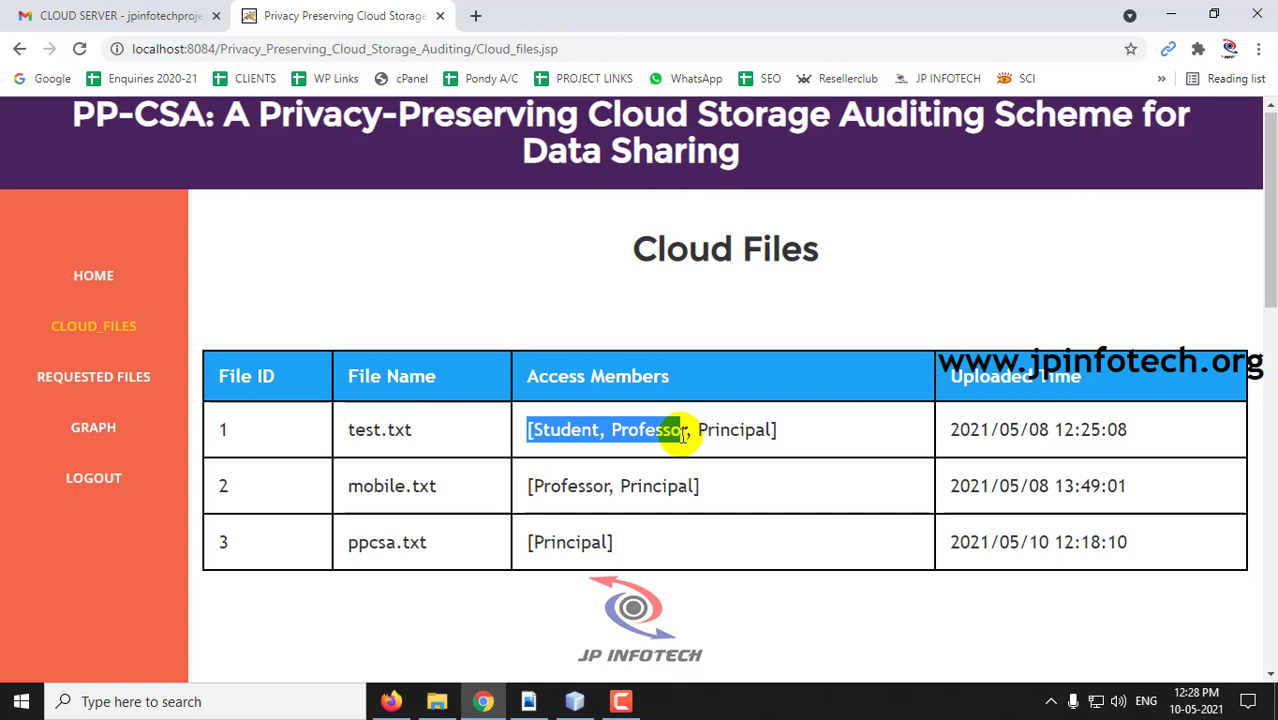 CLOUD SERVER - jpinfotechproje
Privacy Preserving Cloud Storage
localhost:8084/Privacy_Preserving_Cloud_Storage_Auditing/Cloud_files.jsp
Google Enquiries 2020-21 CLIENTS WP Links cPanel Pondy A/C PROJECT LINKS WhatsApp SEO Resellerclub JP INFOTECH SCI » Reading list
PP-CSA: A Privacy-Preserving Cloud Storage Auditing Scheme for
Data Sharing
HOME
CLOUD_FILES
REQUESTED FILES
GRAPH
LOGOUT
Cloud Files
www.jpinfotech.org
File ID File Name Access Members Uploaded Time
1 test.txt [Student, Professor, Principal] 2021/05/08 12:25:08
2 mobile.txt [Professor, Principal] 2021/05/08 13:49:01
3 ppcsa.txt [Principal] 2021/05/10 12:18:10
JP INFOTECH
Type here to search
ENG
12:28 PM
10-05-2021